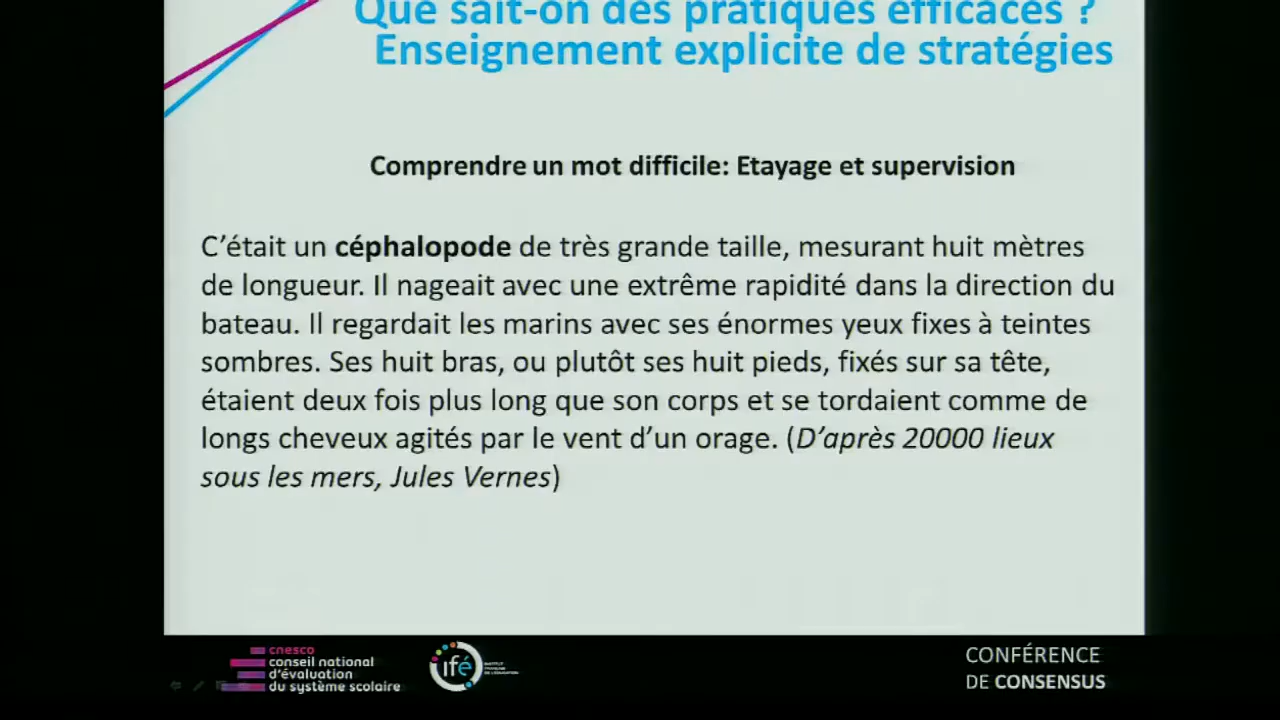 Que sait-on des pratiques efficaces ?
Enseignement explicite de stratégies
Comprendre un mot difficile: Etayage et supervision
C’était un céphalopode de très grande taille, mesurant huit mètres
de longueur. Il nageait avec une extrême rapidité dans la direction du
bateau. Il regardait les marins avec ses énormes yeux fixes à teintes
sombres. Ses huit bras, ou plutôt ses huit pieds, fixés sur sa tête,
étaient deux fois plus long que son corps et se tordaient comme de
longs cheveux agités par le vent d’un orage. (D’après 20000 lieux
sous les mers, Jules Vernes)
cnesco
conseil national
d’évaluation
du système scolaire
ifé
INSTITUT
FRANÇAIS
DE L’ÉDUCATION
CONFÉRENCE
DE CONSENSUS